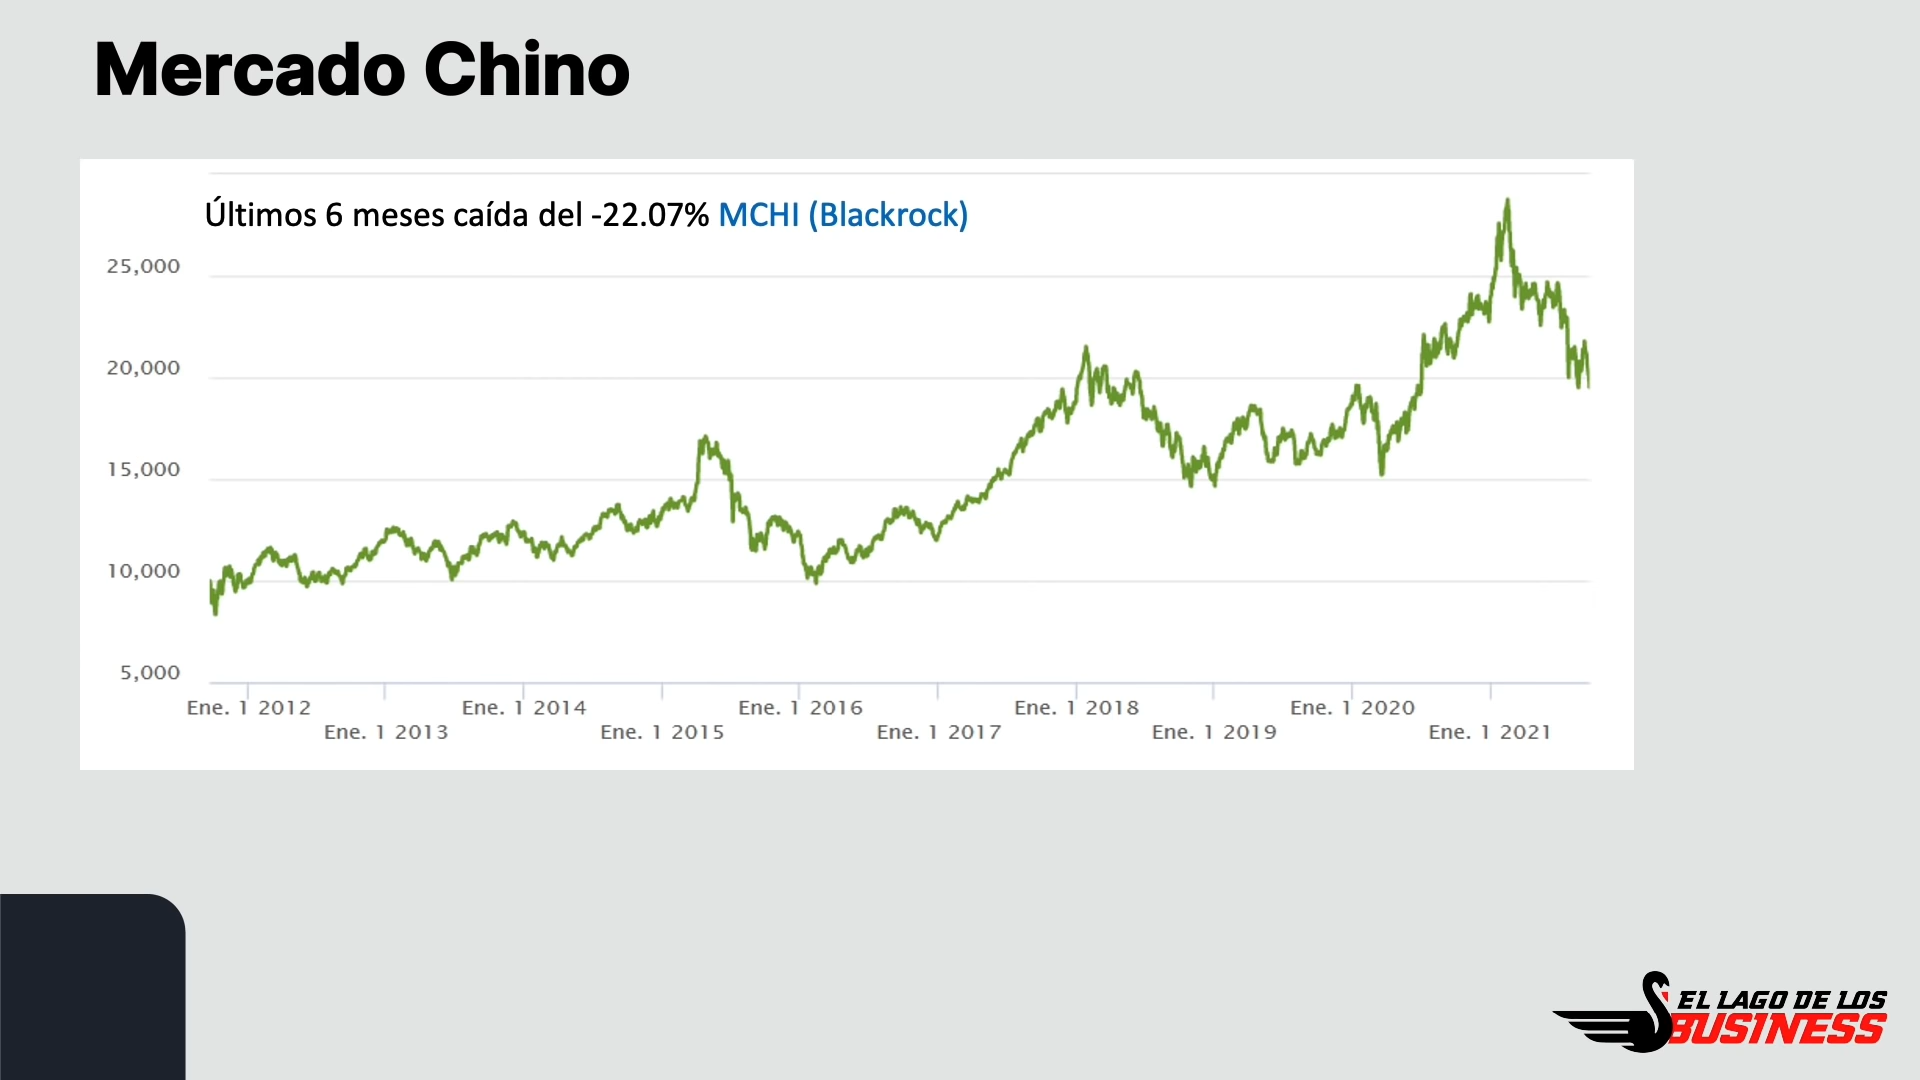 Mercado Chino
Últimos 6 meses caída del -22.07% MCHI (Blackrock)
25,000
20,000
15,000
10,000
5,000
Ene. 1 2012
Ene. 1 2013
Ene. 1 2014
Ene. 1 2015
Ene. 1 2016
Ene. 1 2017
Ene. 1 2018
Ene. 1 2019
Ene. 1 2020
Ene. 1 2021
EL LAGO DE LOS
BUSINESS